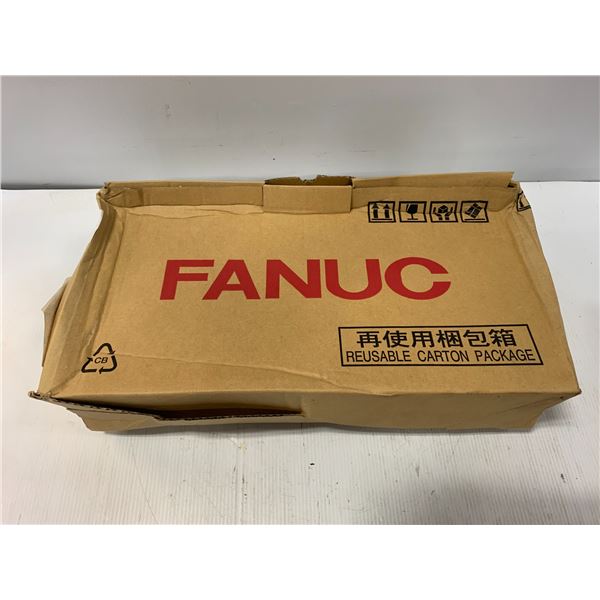 FANUC
再使用梱包箱
REUSABLE CARTON PACKAGE
CB